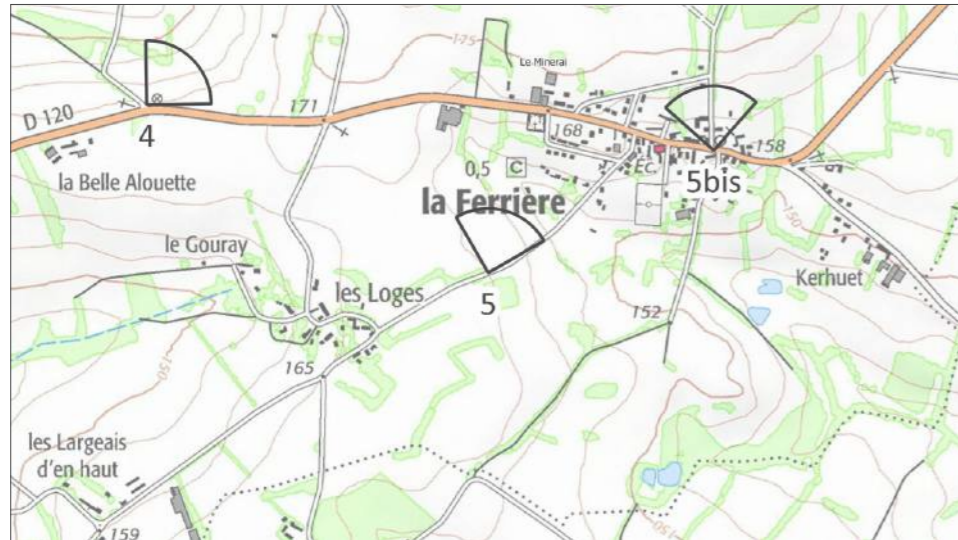 175
Le Minerai
171
D 120
4
168
158
la Belle Alouette
0,5
C
EC.
la Ferrière
5bis
150
le Gouray
Kerhuet
les Loges
5
152
150
165
les Largeais
d'en haut
159
150